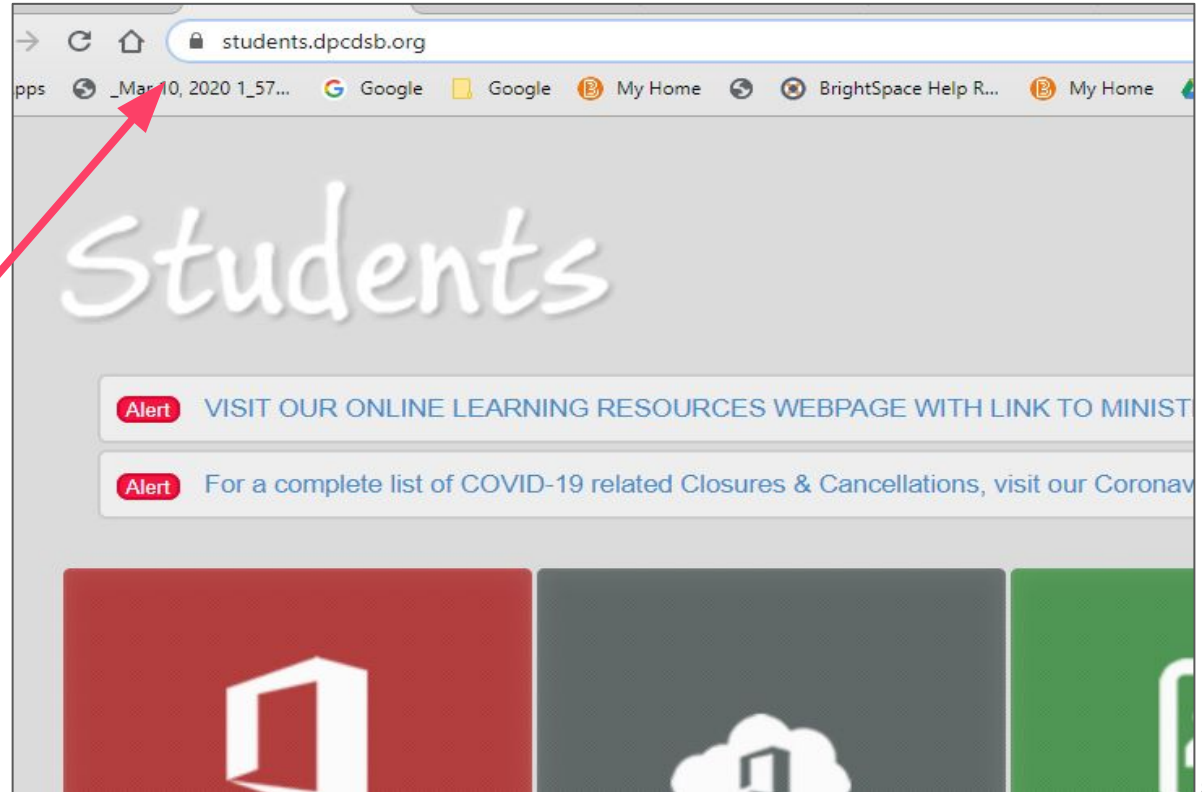 students.dpcdsb.org
pps _Mar 10, 2020 1_57... Google Google My Home BrightSpace Help R... My Home
Students
Alert VISIT OUR ONLINE LEARNING RESOURCES WEBPAGE WITH LINK TO MINIST
Alert For a complete list of COVID-19 related Closures & Cancellations, visit our Coronav